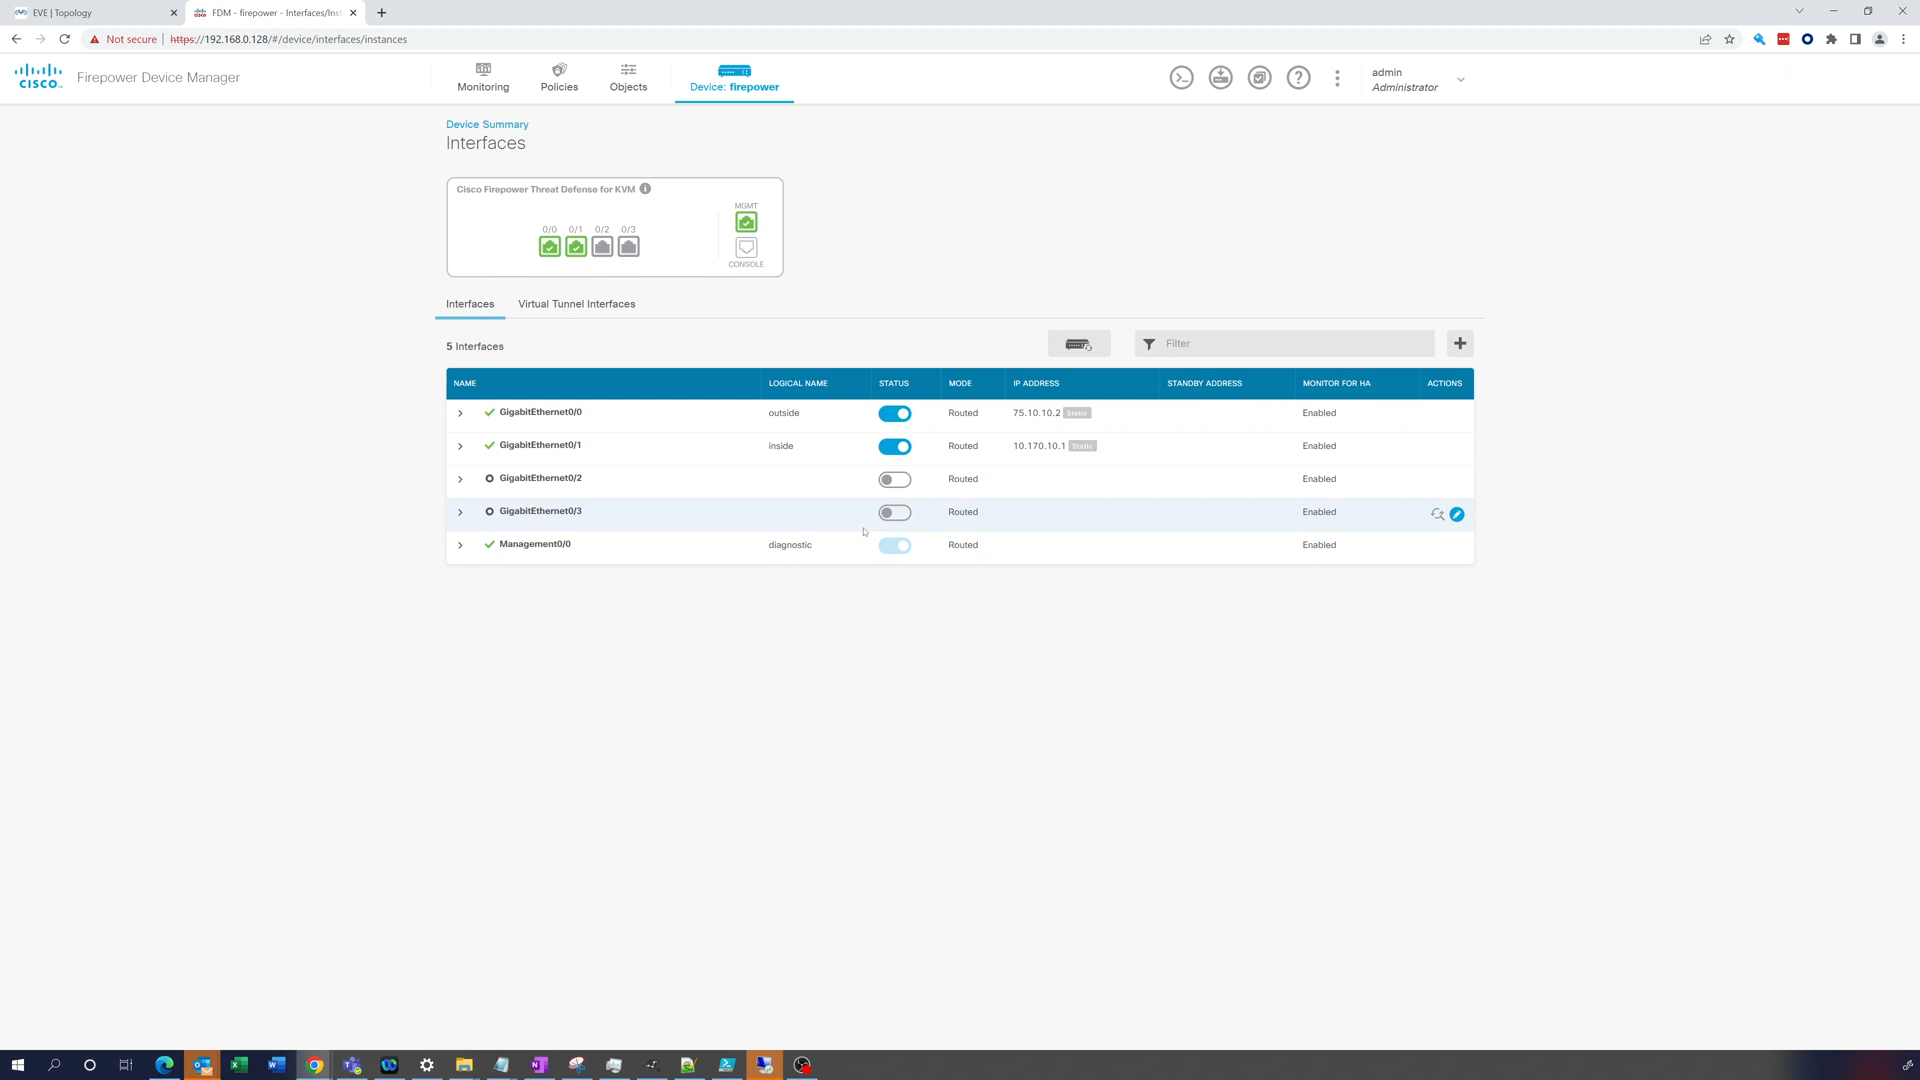 EVE | Topology
FDM - firepower - Interfaces/Inst
Not secure
https://192.168.0.128/#/device/interfaces/instances
CISCO
Firepower Device Manager
Monitoring
Policies
Objects
Device: firepower
admin
Administrator
Device Summary
Interfaces
Cisco Firepower Threat Defense for KVM
MGMT
0/0 0/1 0/2 0/3
CONSOLE
Interfaces
Virtual Tunnel Interfaces
5 Interfaces
Filter
NAME LOGICAL NAME STATUS MODE IP ADDRESS STANDBY ADDRESS MONITOR FOR HA ACTIONS
GigabitEthernet0/0 outside Routed 75.10.10.2 Static Enabled
GigabitEthernet0/1 inside Routed 10.170.10.1 Static Enabled
GigabitEthernet0/2 Routed Enabled
GigabitEthernet0/3 Routed Enabled
Management0/0 diagnostic Routed Enabled